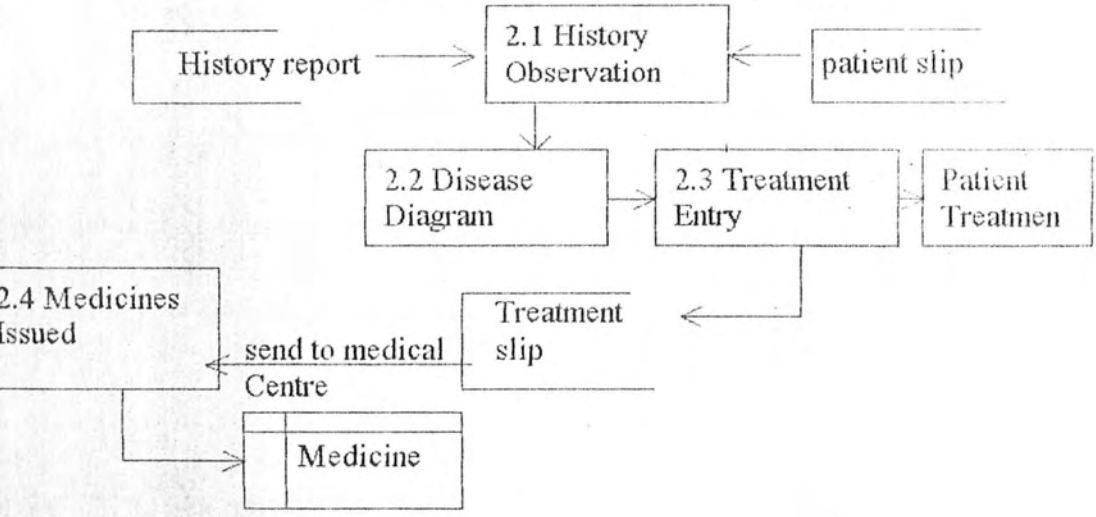 2.1 History
Observation
History report
patient slip
2.2 Disease
Diagram
2.3 Treatment
Entry
Patient
Treatmen
2.4 Medicines
Issued
Treatment
slip
send to medical
Centre
Medicine